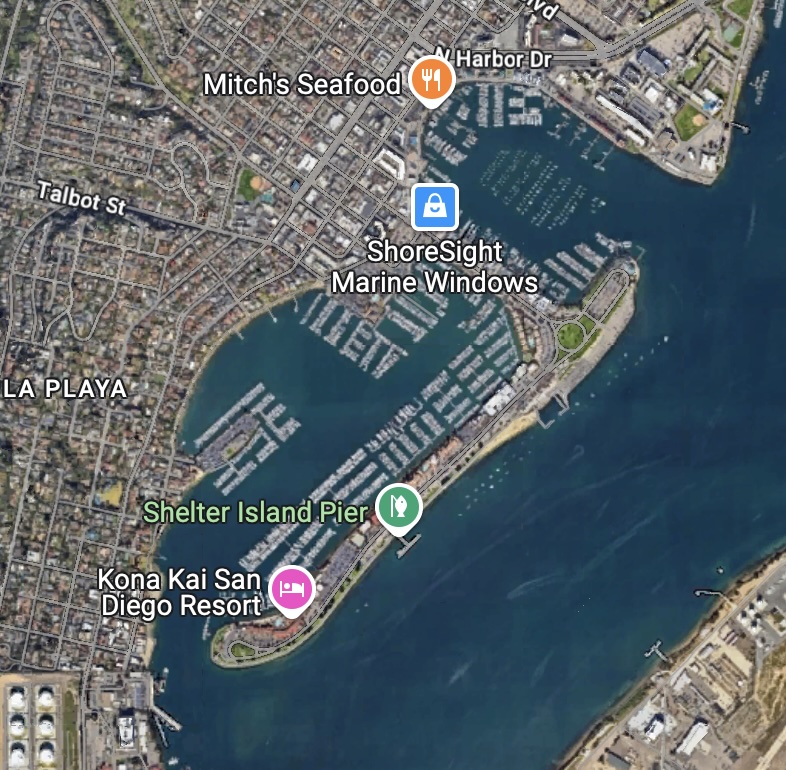 vd
N Harbor Dr
Mitch's Seafood
Talbot St
ShoreSight
Marine Windows
LA PLAYA
Shelter Island Pier
Kona Kai San
Diego Resort